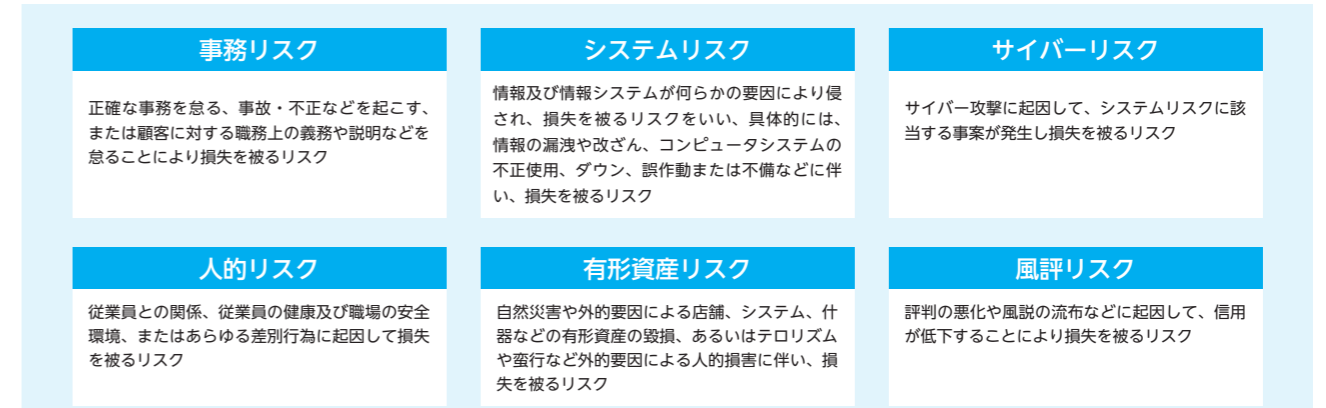 事務リスク
正確な事務を怠る、事故・不正などを起こす、
または顧客に対する職務上の義務や説明などを
怠ることにより損失を被るリスク
システムリスク
情報及び情報システムが何らかの要因により侵
され、損失を被るリスクをいい、具体的には、
情報の漏洩や改ざん、コンピュータシステムの
不正使用、ダウン、誤作動または不備などに伴
い、損失を被るリスク
サイバーリスク
サイバー攻撃に起因して、システムリスクに該
当する事案が発生し損失を被るリスク
人的リスク
従業員との関係、従業員の健康及び職場の安全
環境、またはあらゆる差別行為に起因して損失
を被るリスク
有形資産リスク
自然災害や外的要因による店舗、システム、什
器などの有形資産の毀損、あるいはテロリズム
や蛮行など外的要因による人的損害に伴い、損
失を被るリスク
風評リスク
評判の悪化や風説の流布などに起因して、信用
が低下することにより損失を被るリスク